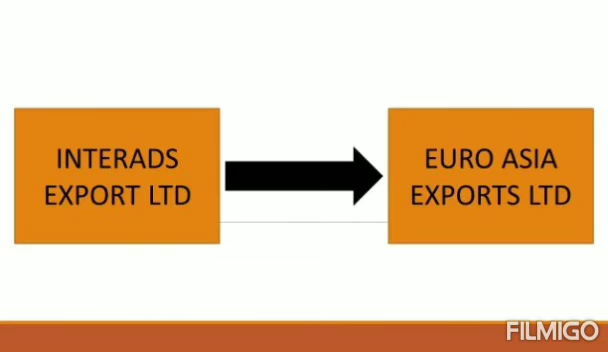 INTERADS
EXPORT LTD
EURO ASIA
EXPORTS LTD
FILMIGO